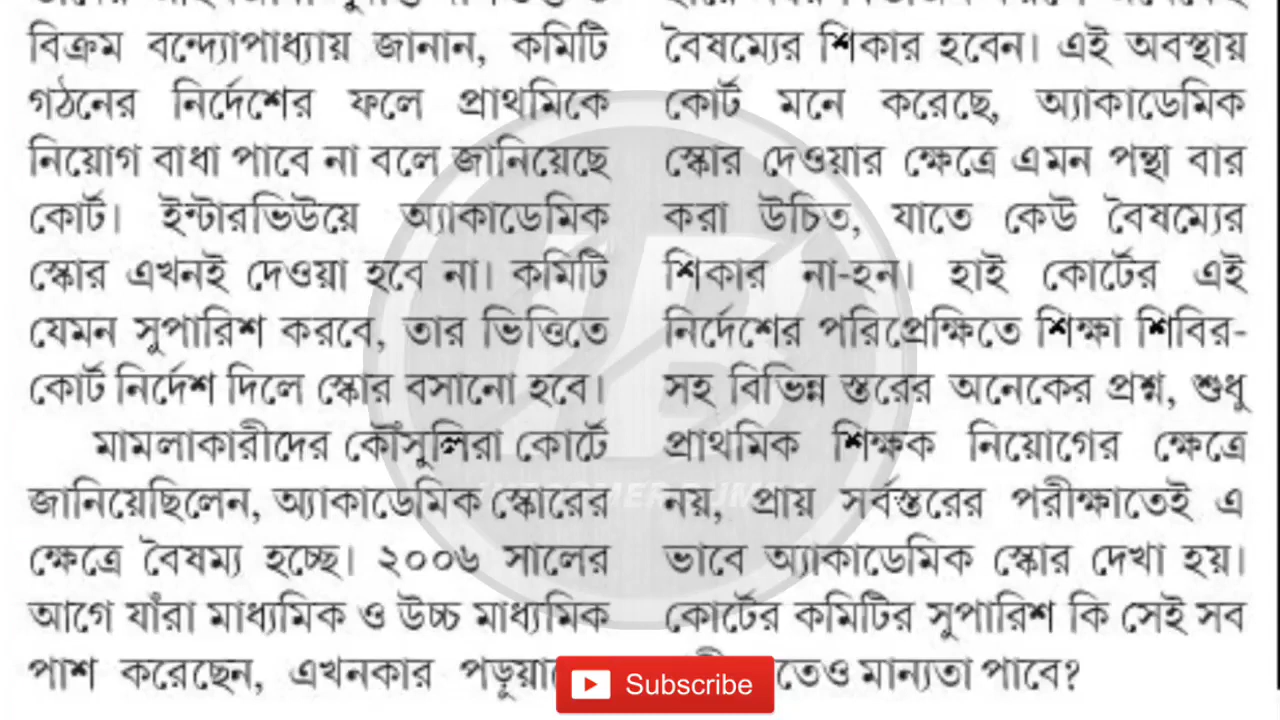 বিক্রম বন্দ্যোপাধ্যায় জানান, কমিটি
গঠনের নির্দেশের ফলে প্রাথমিকে
নিয়োগ বাধা পাবে না বলে জানিয়েছে
কোর্ট। ইন্টারভিউয়ে অ্যাকাডেমিক
স্কোর এখনই দেওয়া হবে না। কমিটি
যেমন সুপারিশ করবে, তার ভিত্তিতে
কোর্ট নির্দেশ দিলে স্কোর বসানো হবে।
মামলাকারীদের কৌঁসুলিরা কোর্টে
জানিয়েছিলেন, অ্যাকাডেমিক স্কোরের
ক্ষেত্রে বৈষম্য হচ্ছে। ২০০৬ সালের
আগে যাঁরা মাধ্যমিক ও উচ্চ মাধ্যমিক
পাশ করেছেন, এখনকার
বৈষম্যের শিকার হবেন। এই অবস্থায়
কোর্ট মনে করেছে, অ্যাকাডেমিক
স্কোর দেওয়ার ক্ষেত্রে এমন পন্থা বার
করা উচিত, যাতে কেউ বৈষম্যের
শিকার না-হন। হাই কোর্টের এই
নির্দেশের পরিপ্রেক্ষিতে শিক্ষা শিবির-
সহ বিভিন্ন স্তরের অনেকের প্রশ্ন, শুধু
প্রাথমিক শিক্ষক নিয়োগের ক্ষেত্রে
নয়, প্রায় সর্বস্তরের পরীক্ষাতেই এ
ভাবে অ্যাকাডেমিক স্কোর দেখা হয়।
কোর্টের কমিটির সুপারিশ কি সেই সব
মান্যতা পাবে?
Subscribe